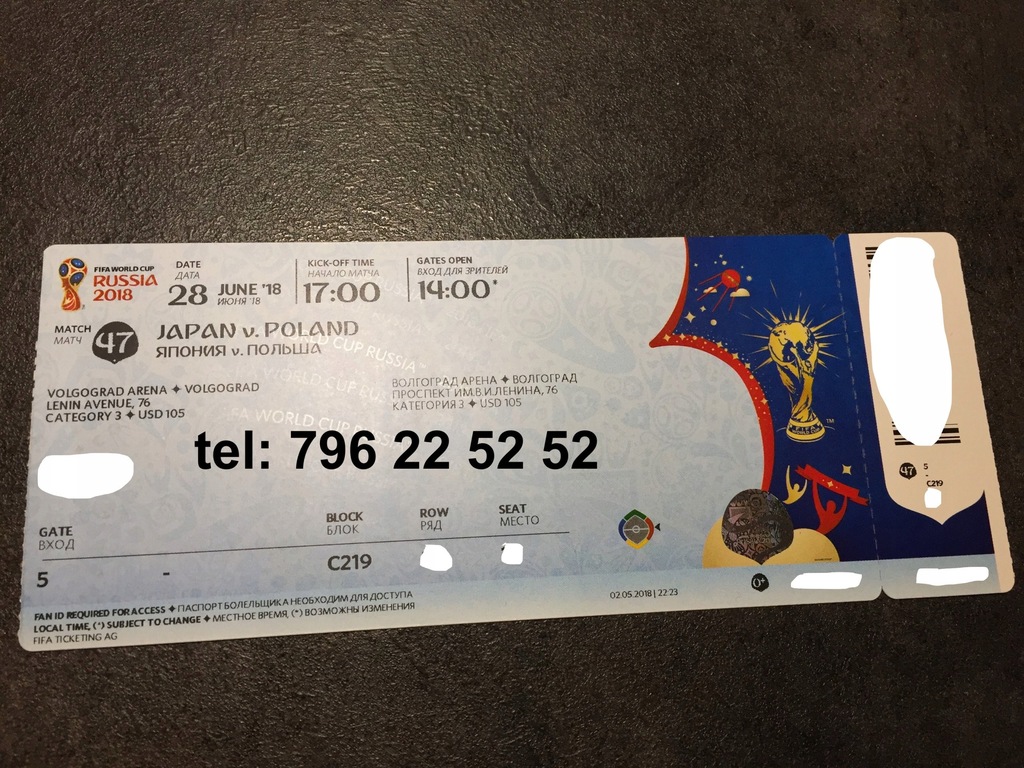 FIFA WORLD CUP
RUSSIA
2018
DATE
ДАТА
28 JUNE '18
ИЮНЯ '18
KICK-OFF TIME
НАЧАЛО МАТЧА
17:00
GATES OPEN
ВХОД ДЛЯ ЗРИТЕЛЕЙ
14:00*
MATCH
МАТЧ
47
JAPAN v. POLAND
ЯПОНИЯ v. ПОЛЬША
VOLGOGRAD ARENA ✦ VOLGOGRAD
LENIN AVENUE, 76
CATEGORY 3 ✦ USD 105
ВОЛГОГРАД АРЕНА ✦ ВОЛГОГРАД
ПРОСПЕКТ ИМ.В.И.ЛЕНИНА, 76
КАТЕГОРИЯ 3 ✦ USD 105
tel: 796 22 52 52
GATE
ВХОД
5
-
BLOCK
БЛОК
C219
ROW
РЯД
SEAT
МЕСТО
FAN ID REQUIRED FOR ACCESS ✦ ПАСПОРТ БОЛЕЛЬЩИКА НЕОБХОДИМ ДЛЯ ДОСТУПА
LOCAL TIME, (*) SUBJECT TO CHANGE ✦ МЕСТНОЕ ВРЕМЯ, (*) ВОЗМОЖНЫ ИЗМЕНЕНИЯ
FIFA TICKETING AG
02.05.2018 | 22:23
0+
TM
47
5
-
C219